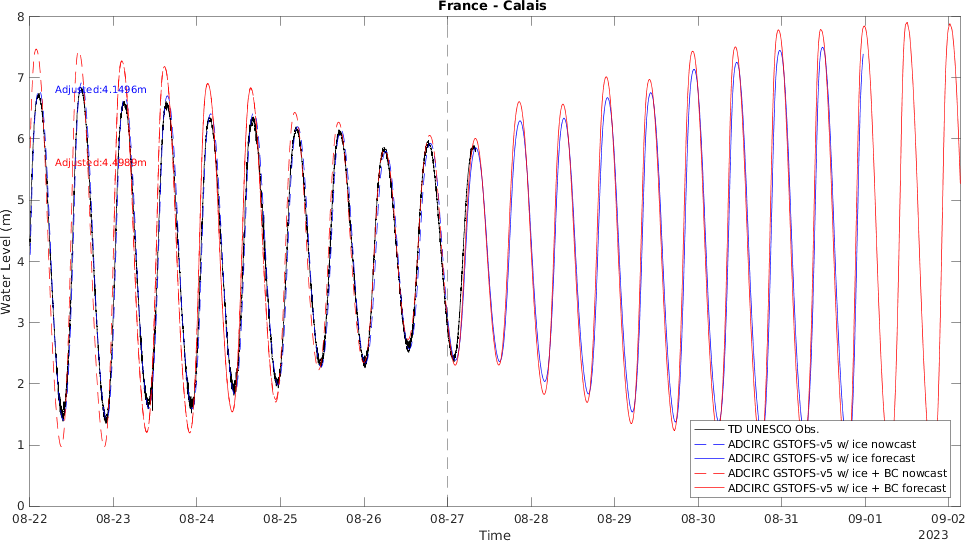 France - Calais
Water Level (m)
8
7
6
5
4
3
2
1
0
Adjusted:4.1496m
Adjusted:4.4989m
TD UNESCO Obs.
ADCIRC GSTOFS-v5 w/ ice nowcast
ADCIRC GSTOFS-v5 w/ ice forecast
ADCIRC GSTOFS-v5 w/ ice + BC nowcast
ADCIRC GSTOFS-v5 w/ ice + BC forecast
08-22 08-23 08-24 08-25 08-26 08-27 08-28 08-29 08-30 08-31 09-01 09-02
Time
2023